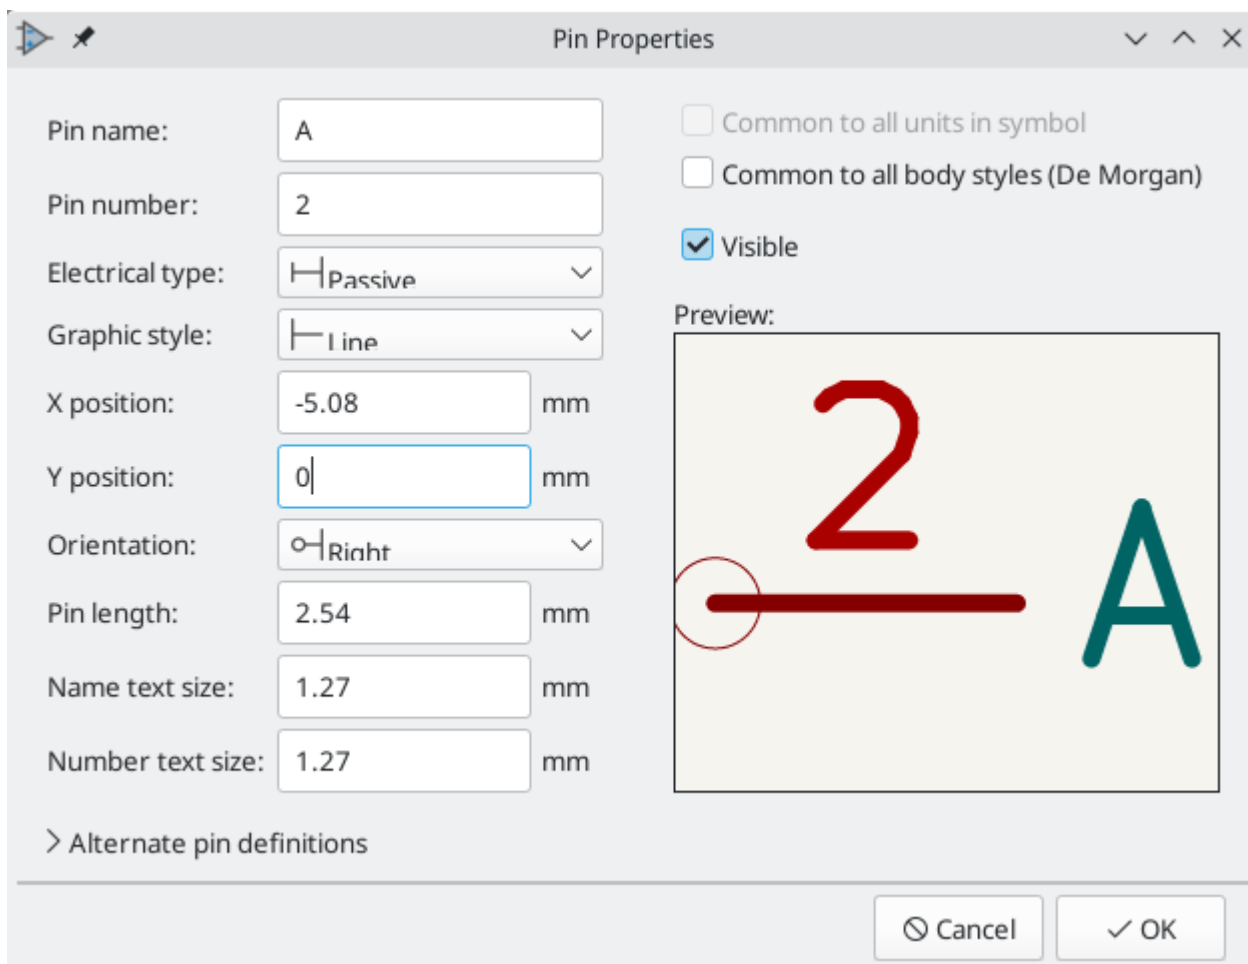 Pin Properties
Pin name: A
Pin number: 2
Electrical type: Passive
Graphic style: Line
X position: -5.08 mm
Y position: 0 mm
Orientation: Right
Pin length: 2.54 mm
Name text size: 1.27 mm
Number text size: 1.27 mm
Alternate pin definitions
Common to all units in symbol
Common to all body styles (De Morgan)
Visible
Preview:
2
A
Cancel
OK